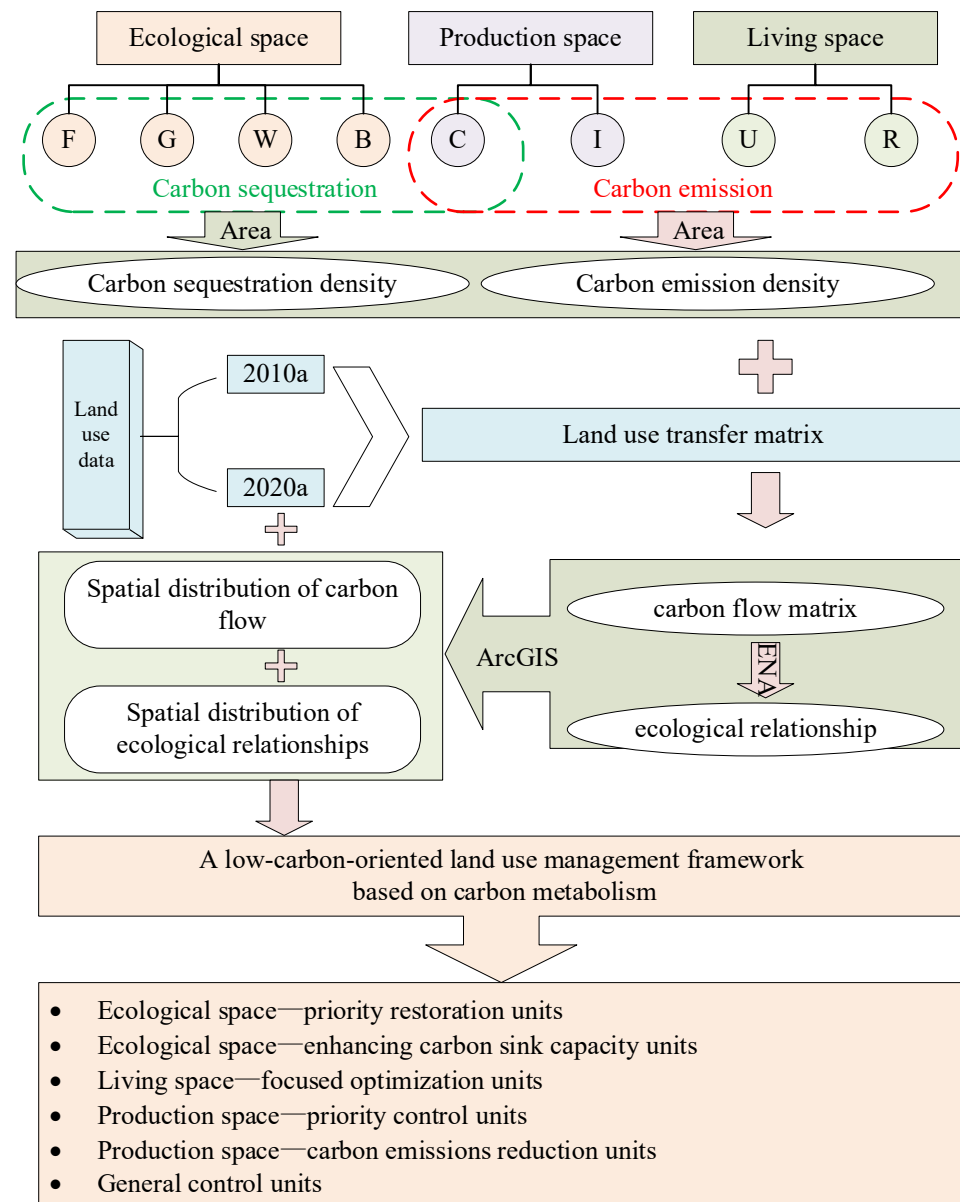 Ecological space
Production space
Living space
F
G
W
B
C
I
U
R
Carbon sequestration
Carbon emission
Area
Area
Carbon sequestration density
Carbon emission density
Land
use
data
2010a
2020a
Land use transfer matrix
Spatial distribution of carbon
flow
Spatial distribution of
ecological relationships
ArcGIS
carbon flow matrix
ENA
ecological relationship
A low-carbon-oriented land use management framework
based on carbon metabolism
• Ecological space—priority restoration units
• Ecological space—enhancing carbon sink capacity units
• Living space—focused optimization units
• Production space—priority control units
• Production space—carbon emissions reduction units
• General control units